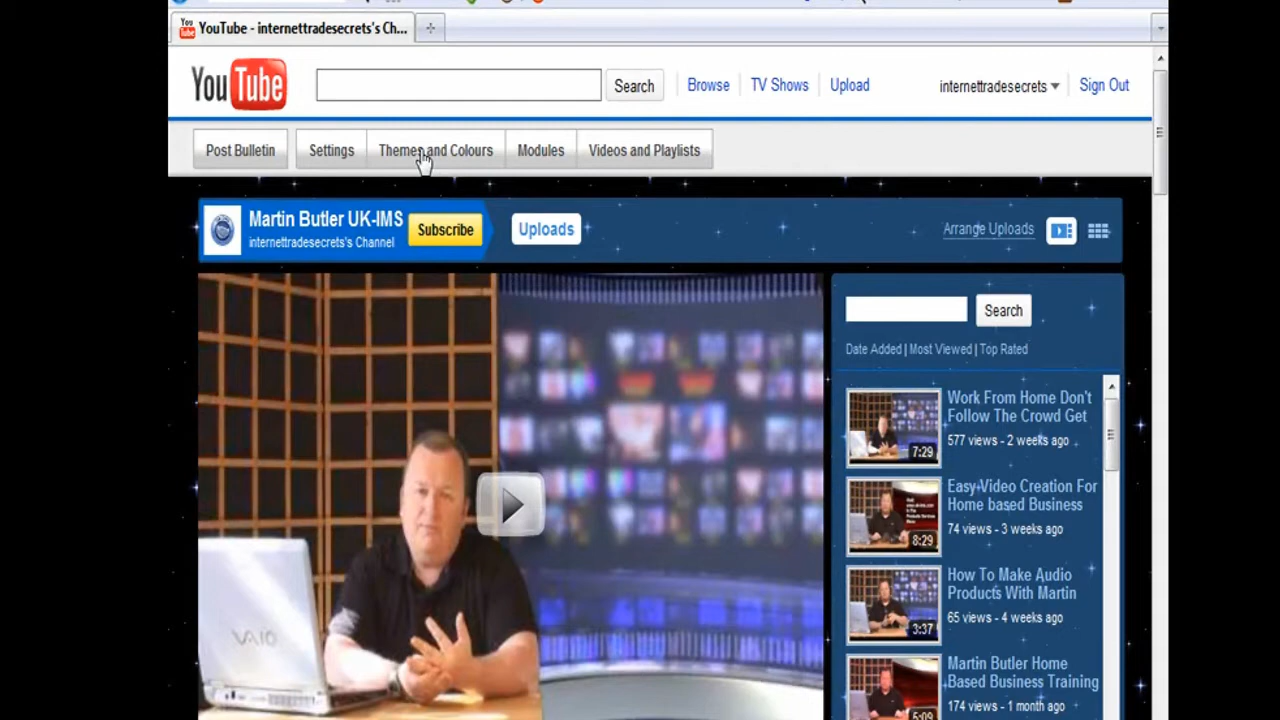 YouTube - internettradesecrets's Ch...
You Tube
Search
Browse
TV Shows
Upload
internettradesecrets
Sign Out
Post Bulletin
Settings
Themes and Colours
Modules
Videos and Playlists
Martin Butler UK-IMS
internettradesecrets's Channel
Subscribe
Uploads
Arrange Uploads
Search
Date Added | Most Viewed | Top Rated
Work From Home Don't
Follow The Crowd Get
577 views - 2 weeks ago
7:29
Easy Video Creation For
Home based Business
74 views - 3 weeks ago
8:29
How To Make Audio
Products With Martin
65 views - 4 weeks ago
3:37
Martin Butler Home
Based Business Training
174 views - 1 month ago
5:09
VAIO